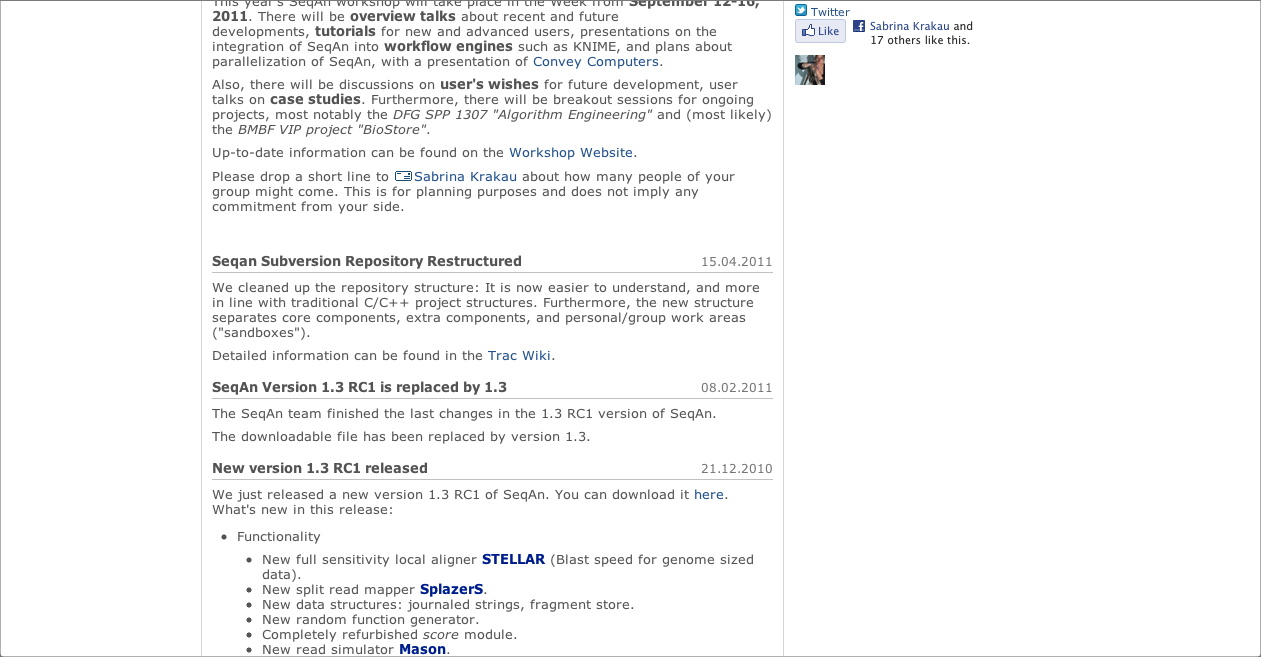 This year's SeqAn workshop will take place in the Week from September 12-16,
2011. There will be overview talks about recent and future
developments, tutorials for new and advanced users, presentations on the
integration of SeqAn into workflow engines such as KNIME, and plans about
parallelization of SeqAn, with a presentation of Convey Computers.
Also, there will be discussions on user's wishes for future development, user
talks on case studies. Furthermore, there will be breakout sessions for ongoing
projects, most notably the DFG SPP 1307 "Algorithm Engineering" and (most likely)
the BMBF VIP project "BioStore".
Up-to-date information can be found on the Workshop Website.
Please drop a short line to Sabrina Krakau about how many people of your
group might come. This is for planning purposes and does not imply any
commitment from your side.
Seqan Subversion Repository Restructured 15.04.2011
We cleaned up the repository structure: It is now easier to understand, and more
in line with traditional C/C++ project structures. Furthermore, the new structure
separates core components, extra components, and personal/group work areas
("sandboxes").
Detailed information can be found in the Trac Wiki.
SeqAn Version 1.3 RC1 is replaced by 1.3 08.02.2011
The SeqAn team finished the last changes in the 1.3 RC1 version of SeqAn.
The downloadable file has been replaced by version 1.3.
New version 1.3 RC1 released 21.12.2010
We just released a new version 1.3 RC1 of SeqAn. You can download it here.
What's new in this release:
• Functionality
• New full sensitivity local aligner STELLAR (Blast speed for genome sized
data).
• New split read mapper SplazerS.
• New data structures: journaled strings, fragment store.
• New random function generator.
• Completely refurbished score module.
• New read simulator Mason.
Twitter
Like
Sabrina Krakau and
17 others like this.